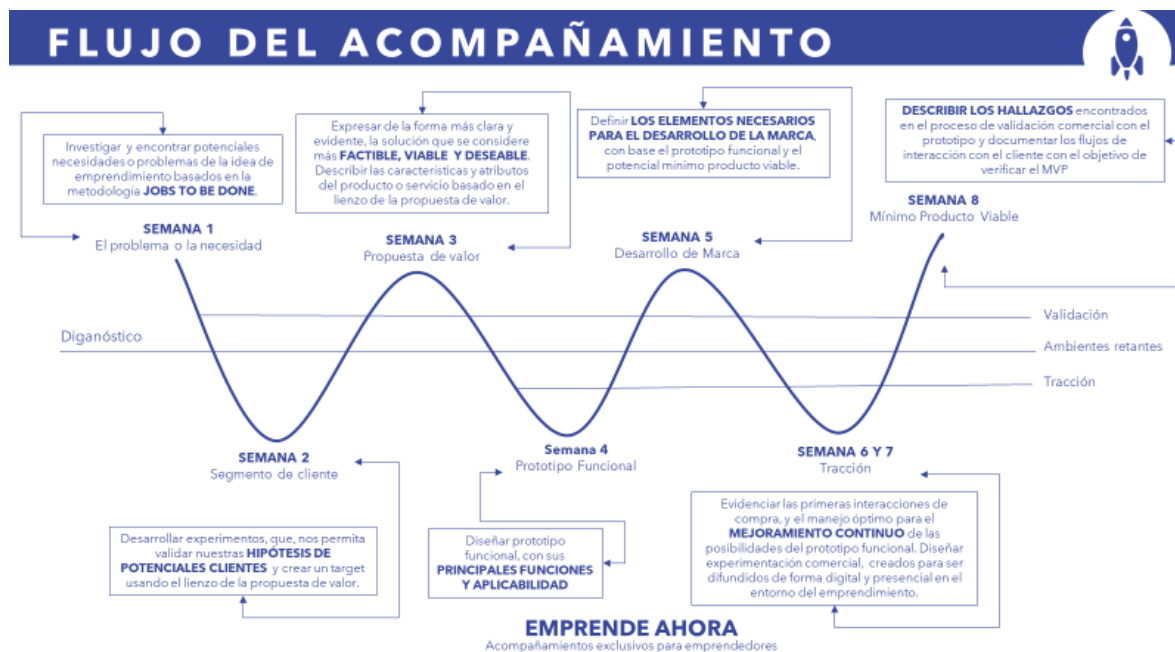 FLUJO DEL ACOMPAÑAMIENTO
Investigar y encontrar potenciales
necesidades o problemas de la idea de
emprendimiento basados en la
metodología JOBS TO BE DONE.
SEMANA 1
El problema o la necesidad
Expresar de la forma más clara y
evidente, la solución que se considere
más FACTIBLE, VIABLE Y DESEABLE.
Describir las características y atributos
del producto o servicio basado en el
lienzo de la propuesta de valor.
SEMANA 3
Propuesta de valor
Definir LOS ELEMENTOS NECESARIOS
PARA EL DESARROLLO DE LA MARCA,
con base el prototipo funcional y el
potencial mínimo producto viable.
SEMANA 5
Desarrollo de Marca
DESCRIBIR LOS HALLAZGOS encontrados
en el proceso de validación comercial con el
prototipo y documentar los flujos de
interacción con el cliente con el objetivo de
verificar el MVP
SEMANA 8
Mínimo Producto Viable
Diganóstico
Validación
Ambientes retantes
Tracción
SEMANA 2
Segmento de cliente
Desarrollar experimentos, que, nos permita
validar nuestras HIPÓTESIS DE
POTENCIALES CLIENTES y crear un target
usando el lienzo de la propuesta de valor.
Semana 4
Prototipo Funcional
Diseñar prototipo
funcional, con sus
PRINCIPALES FUNCIONES
Y APLICABILIDAD
SEMANA 6 Y 7
Tracción
Evidenciar las primeras interacciones de
compra, y el manejo óptimo para el
MEJORAMIENTO CONTINUO de las
posibilidades del prototipo funcional. Diseñar
experimentación comercial, creados para ser
difundidos de forma digital y presencial en el
entorno del emprendimiento.
EMPRENDE AHORA
Acompañamientos exclusivos para emprendedores